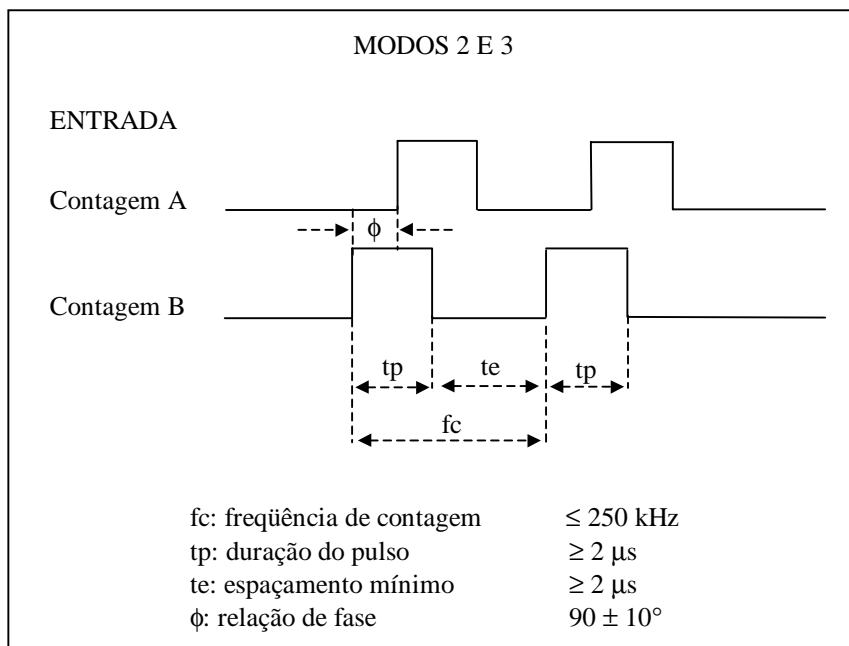 MODOS 2 E 3
ENTRADA
Contagem A
ϕ
Contagem B
tp te tp
fc
fc: freqüência de contagem ≤ 250 kHz
tp: duração do pulso ≥ 2 μs
te: espaçamento mínimo ≥ 2 μs
ϕ: relação de fase 90 ± 10°